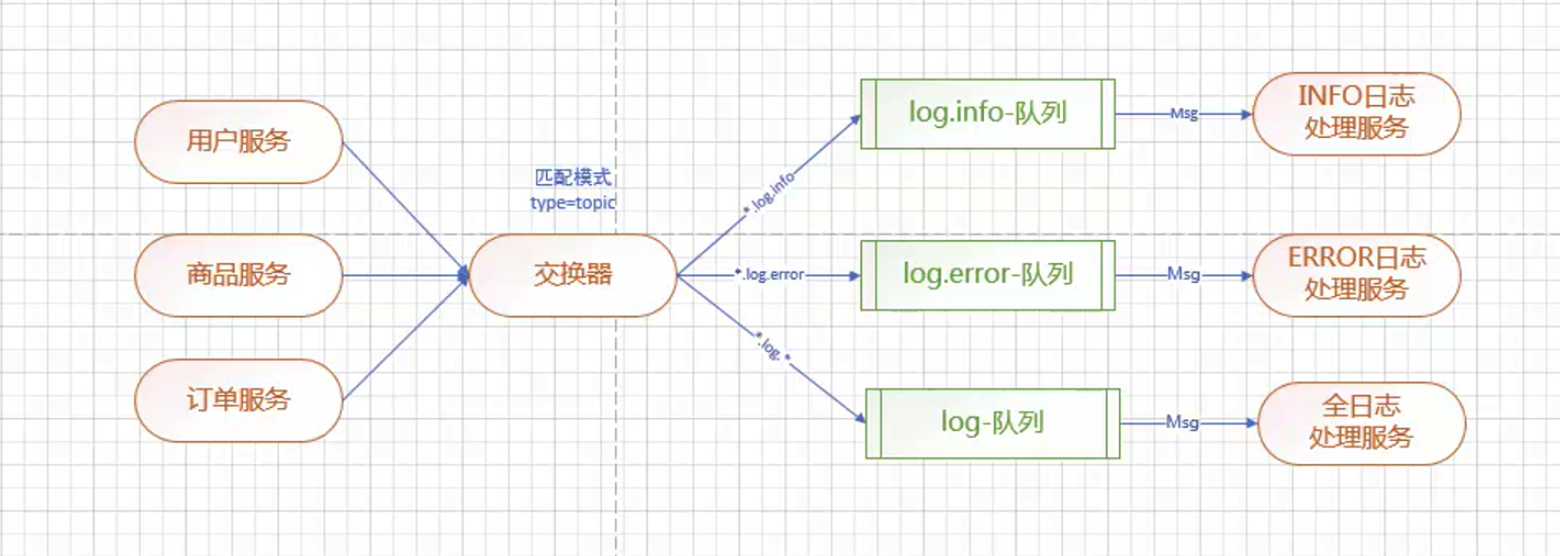 用户服务
商品服务
订单服务
匹配模式
type=topic
交换器
*.log.info
*.log.error
*.log.*
log.info-队列
log.error-队列
log-队列
Msg
Msg
Msg
INFO日志
处理服务
ERROR日志
处理服务
全日志
处理服务